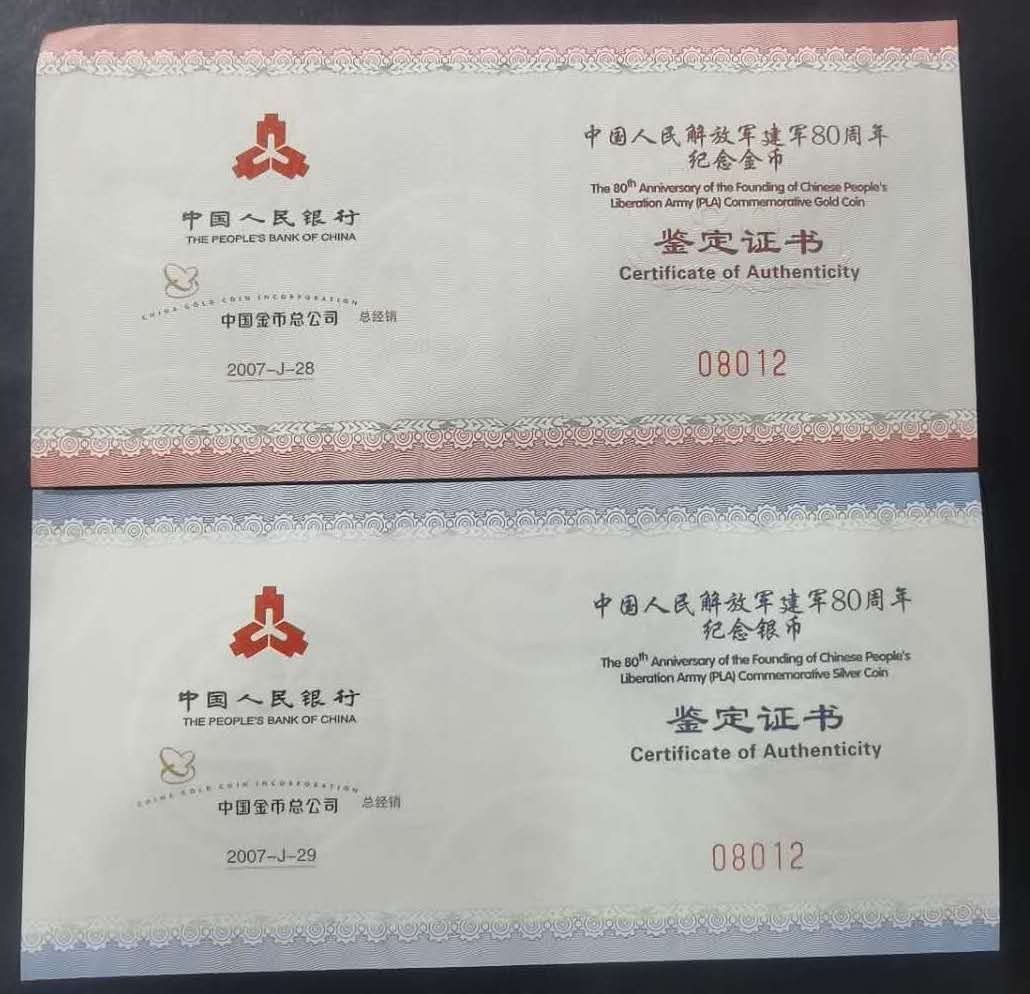 中国人民银行
THE PEOPLE'S BANK OF CHINA
CHINA GOLD COIN INCORPORATION
中国金币总公司 总经销
2007-J-28
中国人民解放军建军80周年
纪念金币
The 80th Anniversary of the Founding of Chinese People's
Liberation Army (PLA) Commemorative Gold Coin
鉴定证书
Certificate of Authenticity
08012
中国人民银行
THE PEOPLE'S BANK OF CHINA
CHINA GOLD COIN INCORPORATION
中国金币总公司 总经销
2007-J-29
中国人民解放军建军80周年
纪念银币
The 80th Anniversary of the Founding of Chinese People's
Liberation Army (PLA) Commemorative Silver Coin
鉴定证书
Certificate of Authenticity
08012